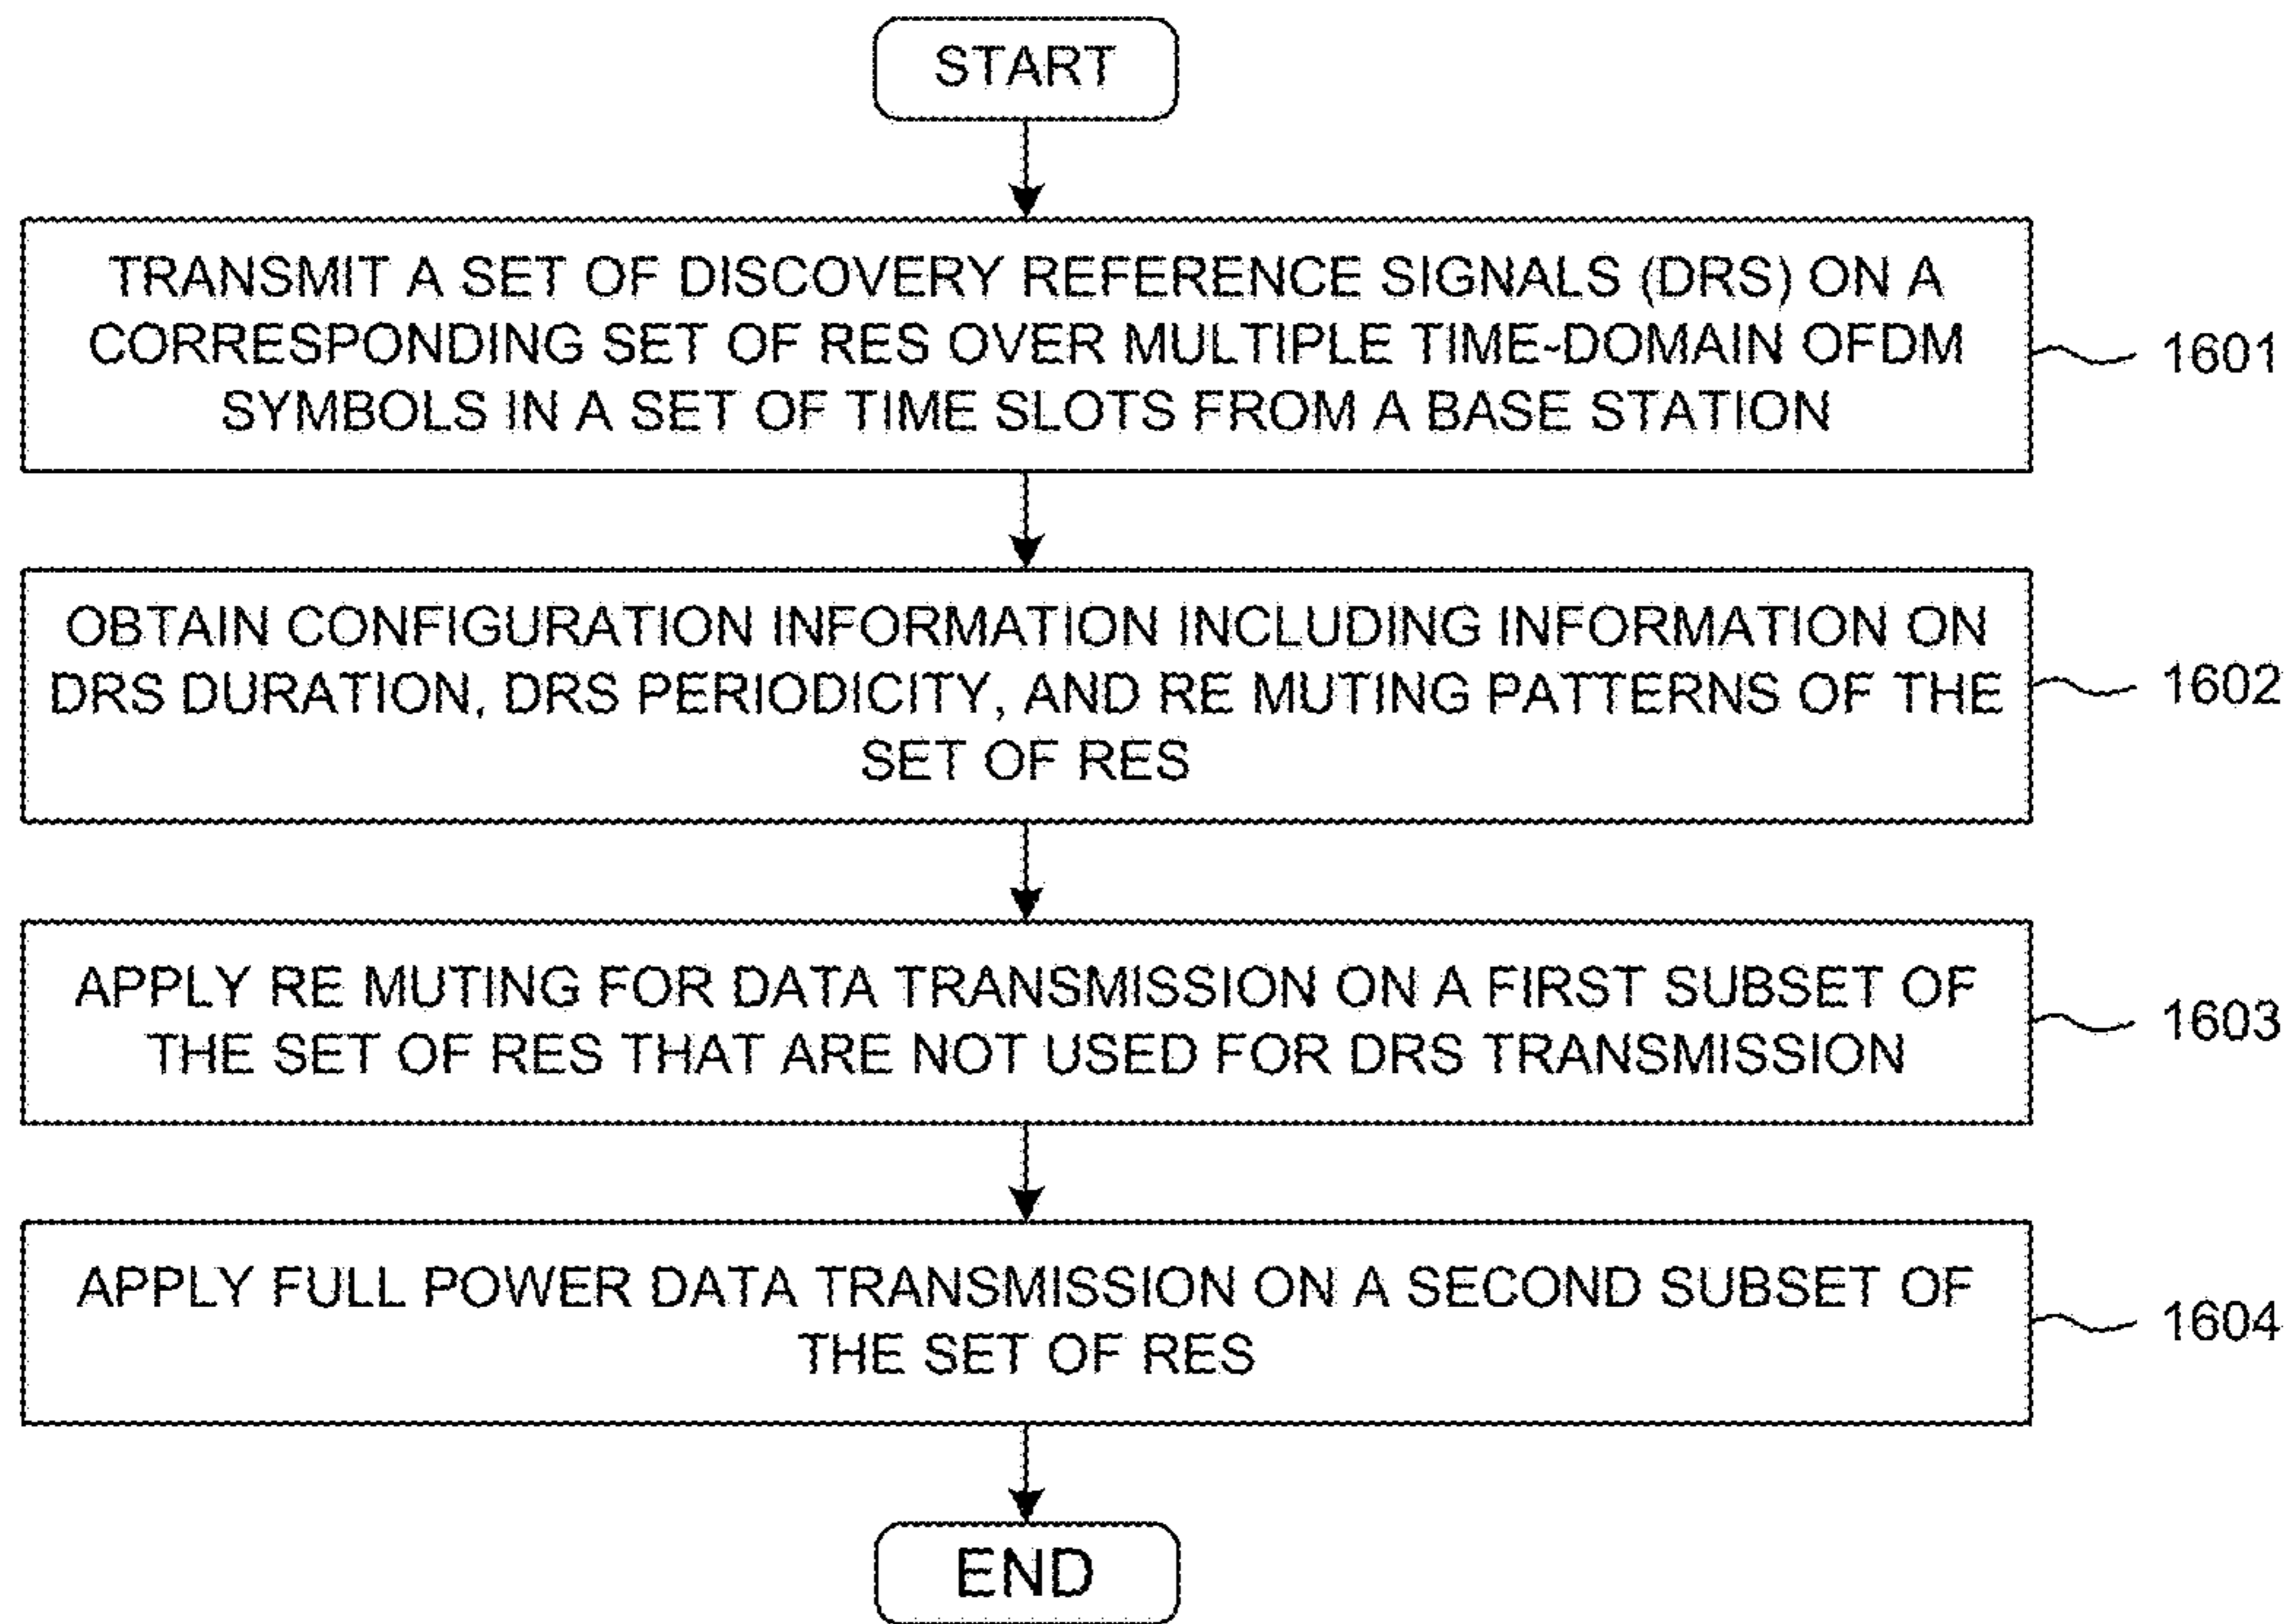 START
TRANSMIT A SET OF DISCOVERY REFERENCE SIGNALS (DRS) ON A
CORRESPONDING SET OF RES OVER MULTIPLE TIME-DOMAIN OFDM
SYMBOLS IN A SET OF TIME SLOTS FROM A BASE STATION
1601
OBTAIN CONFIGURATION INFORMATION INCLUDING INFORMATION ON
DRS DURATION, DRS PERIODICITY, AND RE MUTING PATTERNS OF THE
SET OF RES
1602
APPLY RE MUTING FOR DATA TRANSMISSION ON A FIRST SUBSET OF
THE SET OF RES THAT ARE NOT USED FOR DRS TRANSMISSION
1603
APPLY FULL POWER DATA TRANSMISSION ON A SECOND SUBSET OF
THE SET OF RES
1604
END